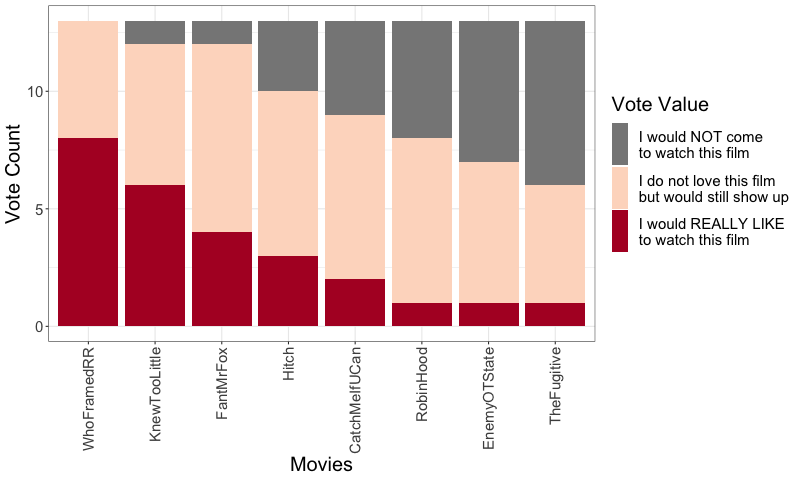 Vote Count
10
5
0
WhoFramedRR
KnewTooLittle
FantMrFox
Hitch
CatchMeIfUCan
RobinHood
EnemyOTState
TheFugitive
Movies
Vote Value
I would NOT come
to watch this film
I do not love this film
but would still show up
I would REALLY LIKE
to watch this film